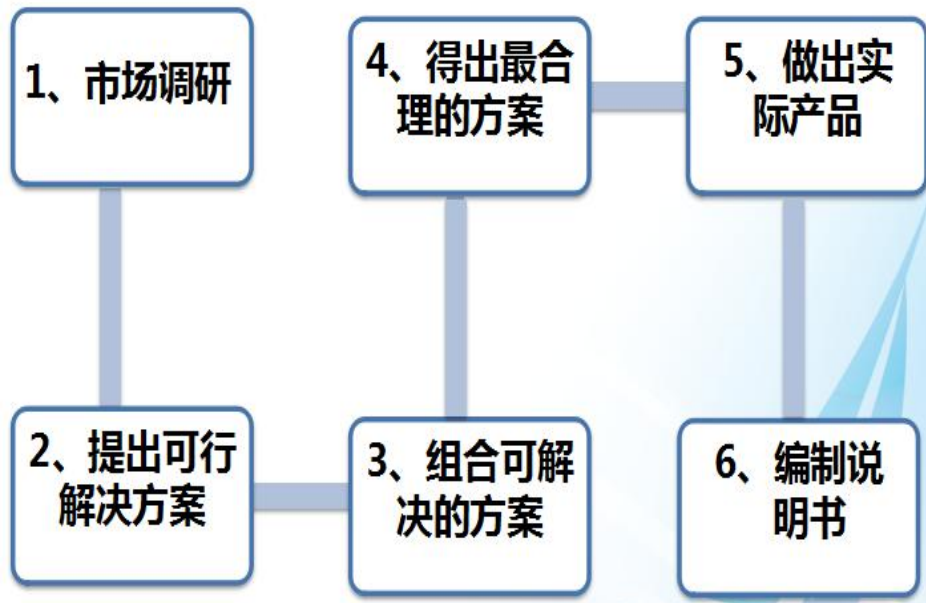 1、市场调研
2、提出可行
解决方案
3、组合可解
决的方案
4、得出最合
理的方案
5、做出实
际产品
6、编制说
明书